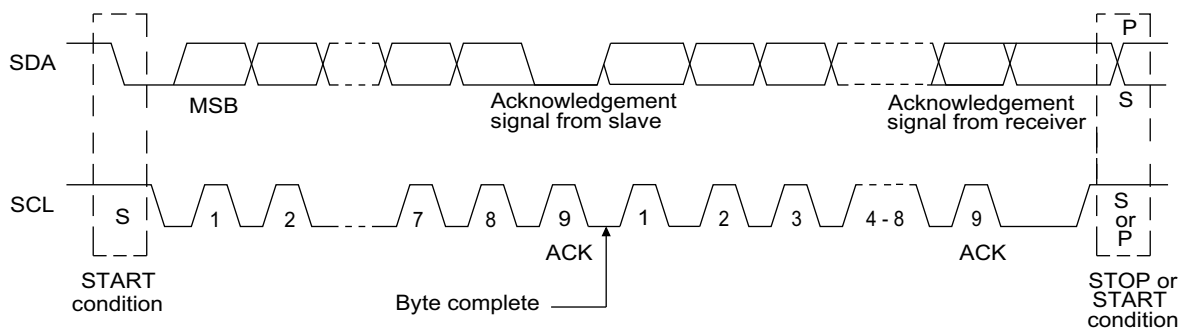 P
SDA
MSB
Acknowledgement
signal from slave
Acknowledgement
signal from receiver
S
SCL
S
1
2
7
8
9
1
2
3
4 - 8
9
S
or
P
ACK
ACK
START
condition
Byte complete
STOP or
START
condition